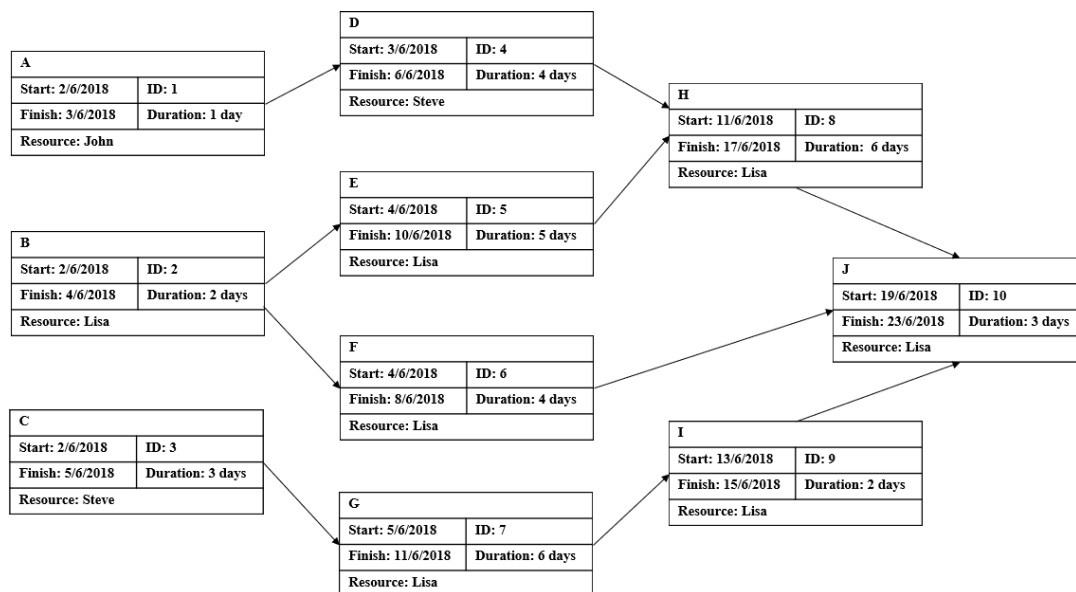 A
Start: 2/6/2018 ID: 1
Finish: 3/6/2018 Duration: 1 day
Resource: John
B
Start: 2/6/2018 ID: 2
Finish: 4/6/2018 Duration: 2 days
Resource: Lisa
C
Start: 2/6/2018 ID: 3
Finish: 5/6/2018 Duration: 3 days
Resource: Steve
D
Start: 3/6/2018 ID: 4
Finish: 6/6/2018 Duration: 4 days
Resource: Steve
E
Start: 4/6/2018 ID: 5
Finish: 10/6/2018 Duration: 5 days
Resource: Lisa
F
Start: 4/6/2018 ID: 6
Finish: 8/6/2018 Duration: 4 days
Resource: Lisa
G
Start: 5/6/2018 ID: 7
Finish: 11/6/2018 Duration: 6 days
Resource: Lisa
H
Start: 11/6/2018 ID: 8
Finish: 17/6/2018 Duration: 6 days
Resource: Lisa
I
Start: 13/6/2018 ID: 9
Finish: 15/6/2018 Duration: 2 days
Resource: Lisa
J
Start: 19/6/2018 ID: 10
Finish: 23/6/2018 Duration: 3 days
Resource: Lisa